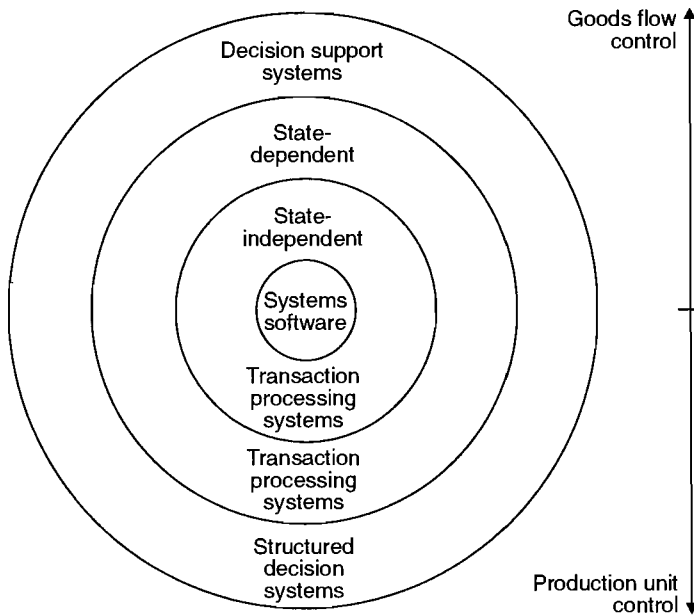 Goods flow
control
Decision support
systems
State-
dependent
State-
independent
Systems
software
Transaction
processing
systems
Transaction
processing
systems
Structured
decision
systems
Production unit
control